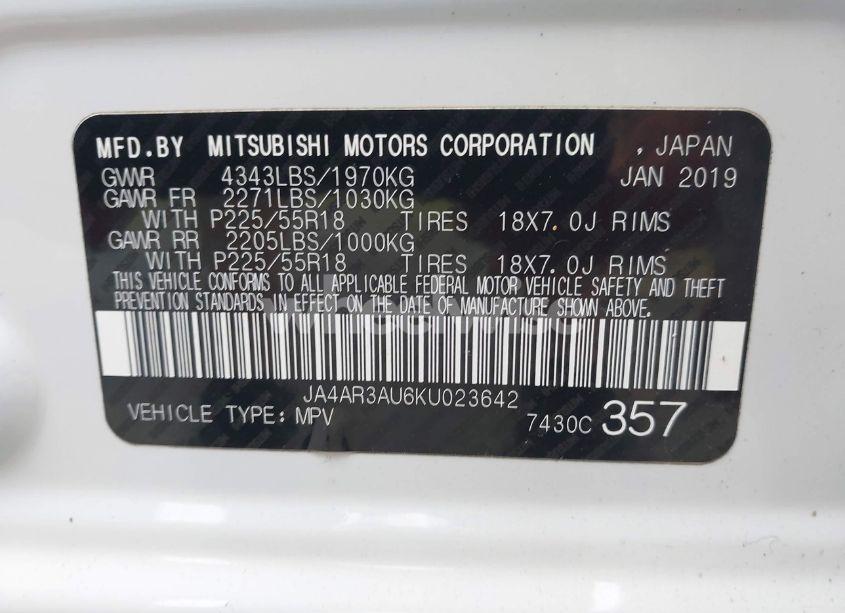 MFD.BY MITSUBISHI MOTORS CORPORATION , JAPAN
GVWR 4343LBS/1970KG JAN 2019
GAWR FR 2271LBS/1030KG
WITH P225/55R18 TIRES 18X7.0J RIMS
GAWR RR 2205LBS/1000KG
WITH P225/55R18 TIRES 18X7.0J RIMS
THIS VEHICLE CONFORMS TO ALL APPLICABLE FEDERAL MOTOR VEHICLE SAFETY AND THEFT
PREVENTION STANDARDS IN EFFECT ON THE DATE OF MANUFACTURE SHOWN ABOVE.
JA4AR3AU6KU023642
VEHICLE TYPE: MPV 7430C 357